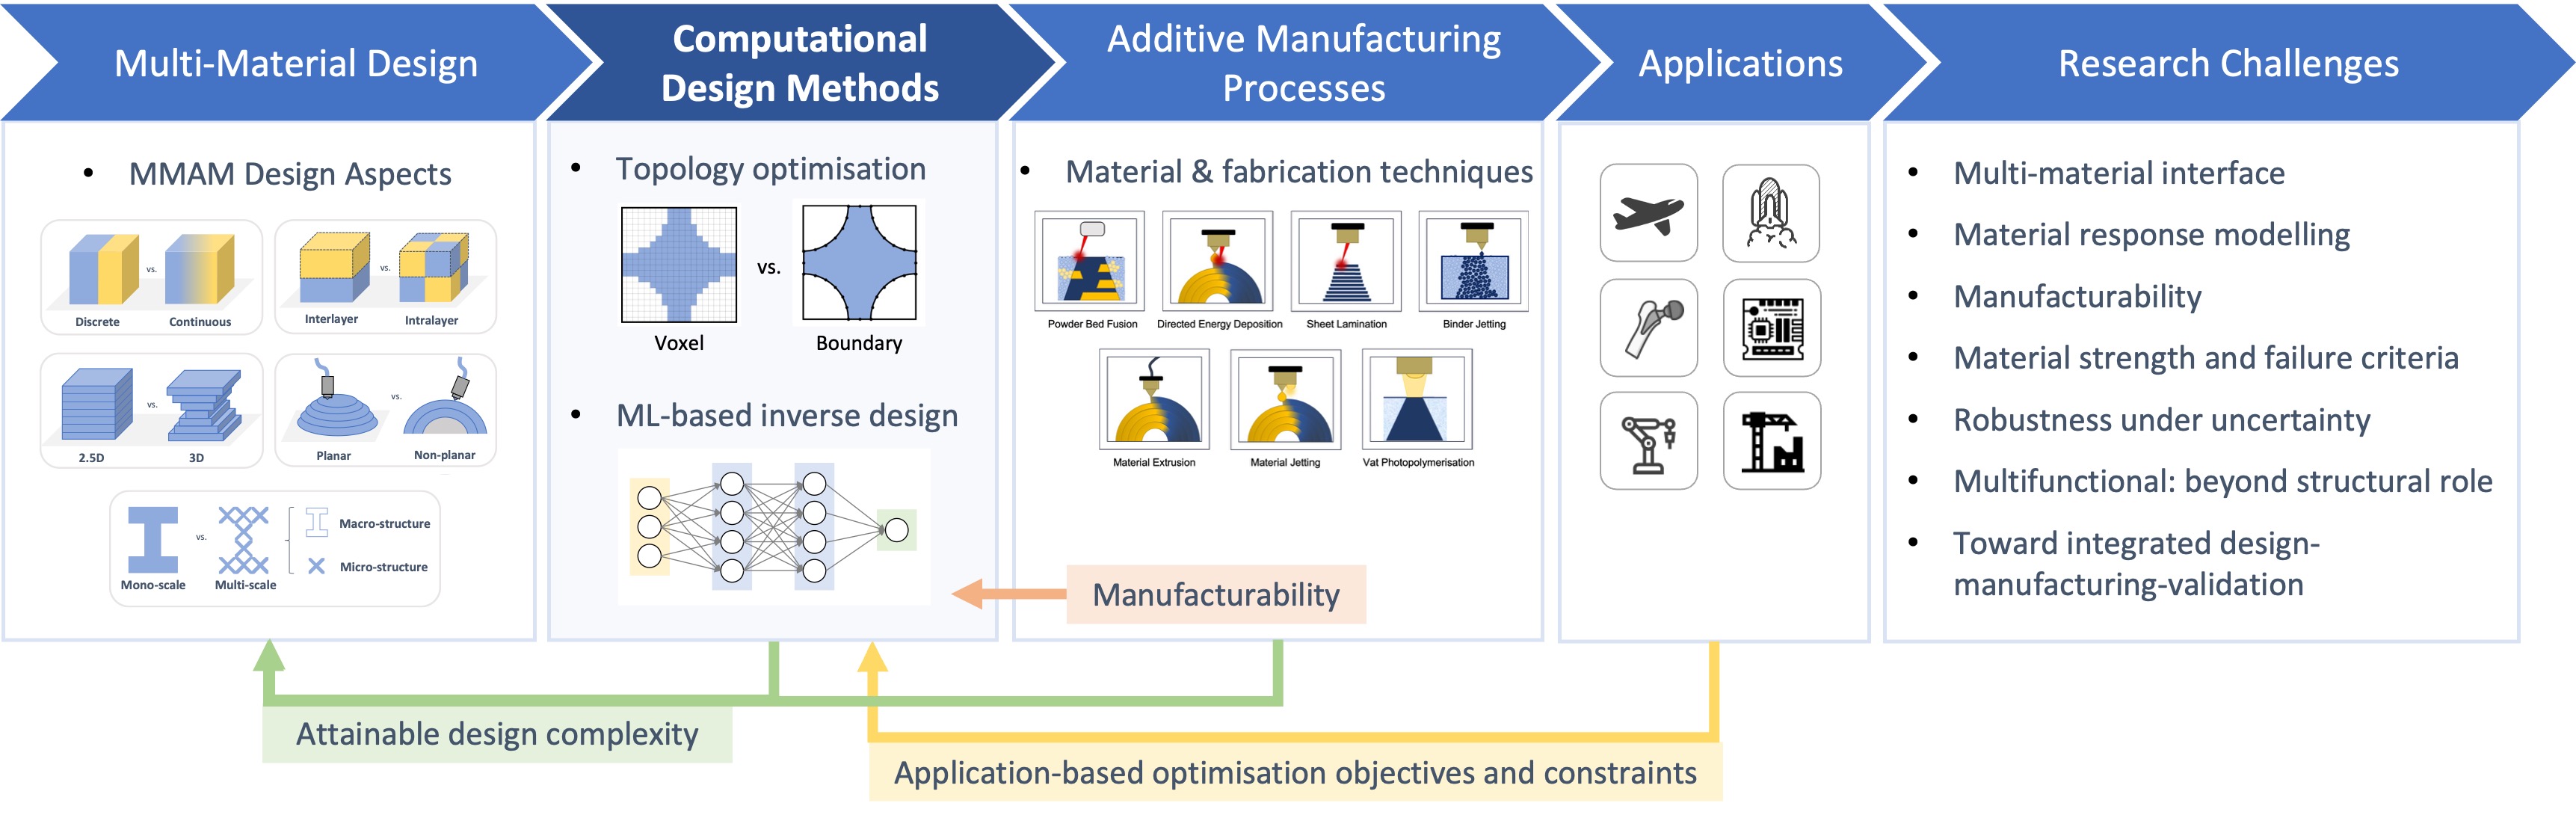 Multi-Material Design
Computational
Design Methods
Additive Manufacturing
Processes
Applications
Research Challenges
• MMAM Design Aspects
Discrete
vs.
Continuous
Interlayer
vs.
Intralayer
2.5D
vs.
3D
Planar
vs.
Non-planar
Mono-scale
vs.
Multi-scale
Macro-structure
Micro-structure
• Topology optimisation
Voxel
vs.
Boundary
• ML-based inverse design
• Material & fabrication techniques
Powder Bed Fusion
Directed Energy Deposition
Sheet Lamination
Binder Jetting
Material Extrusion
Material Jetting
Vat Photopolymerisation
Manufacturability
• Multi-material interface
• Material response modelling
• Manufacturability
• Material strength and failure criteria
• Robustness under uncertainty
• Multifunctional: beyond structural role
• Toward integrated design-
manufacturing-validation
Attainable design complexity
Application-based optimisation objectives and constraints